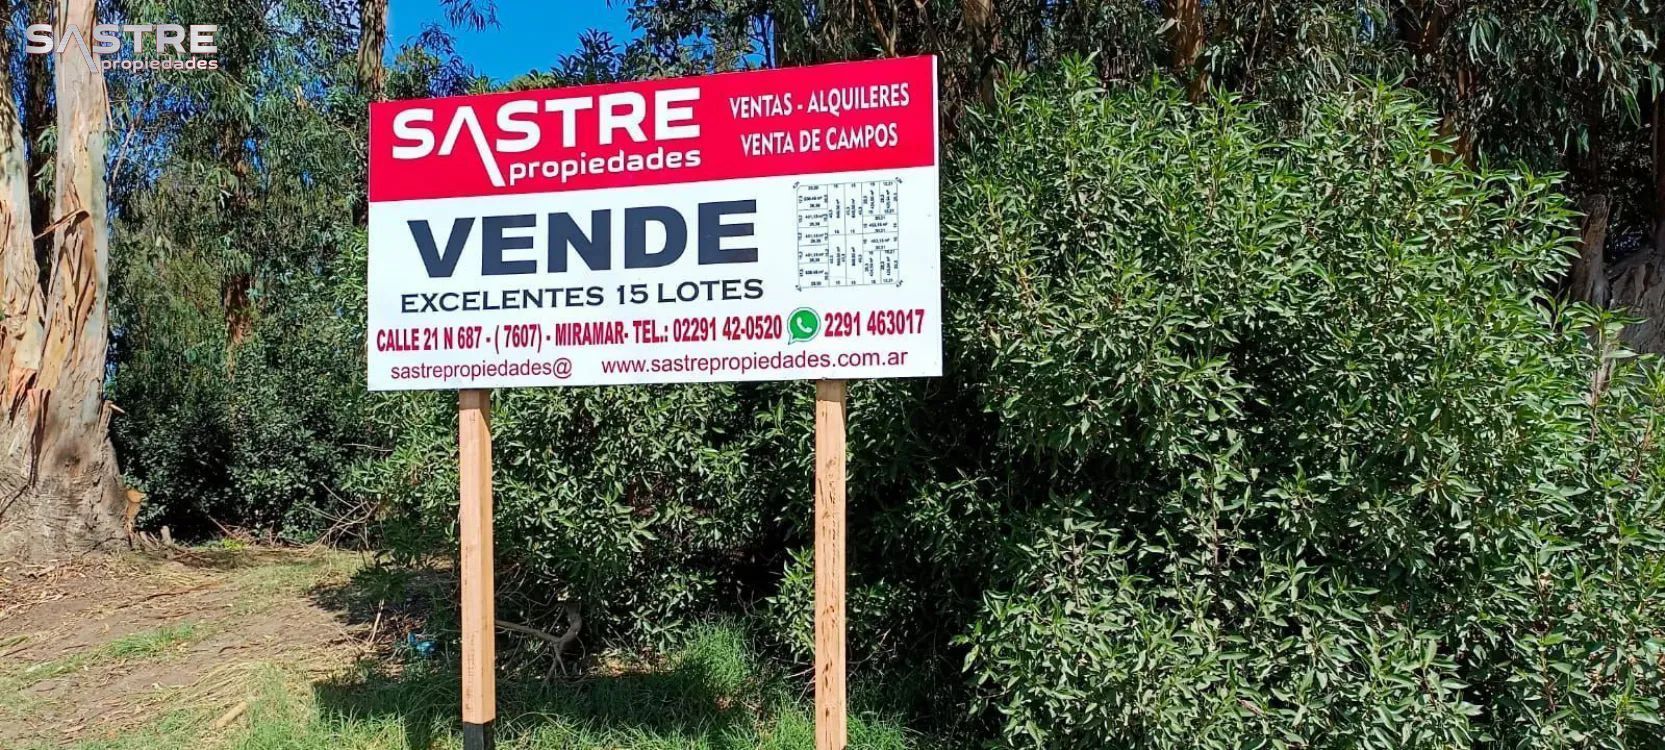 SASTRE
propiedades
SASTRE
propiedades
VENTAS - ALQUILERES
VENTA DE CAMPOS
VENDE
EXCELENTES 15 LOTES
CALLE 21 N 687 - ( 7607) - MIRAMAR- TEL.: 02291 42-0520 2291 463017
sastrepropiedades@ www.sastrepropiedades.com.ar